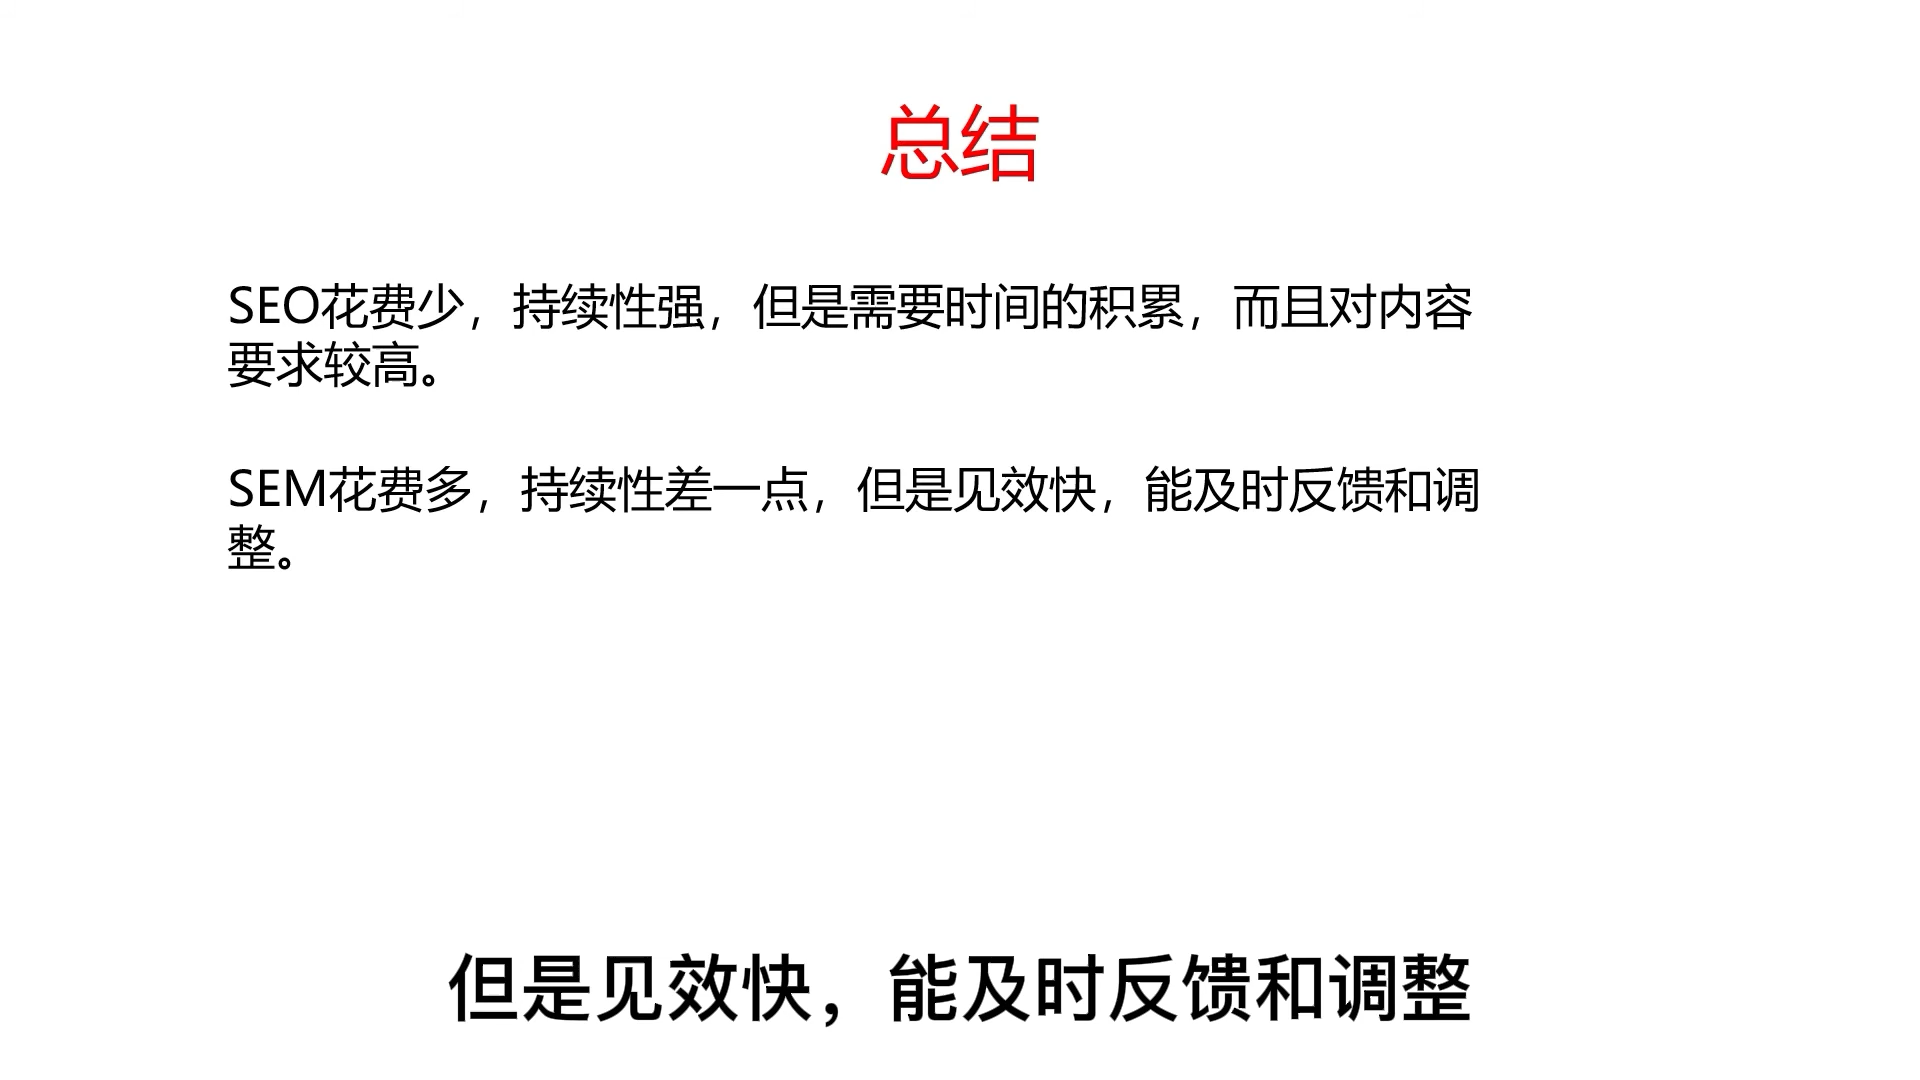 总结
SEO花费少，持续性强，但是需要时间的积累，而且对内容
要求较高。
SEM花费多，持续性差一点，但是见效快，能及时反馈和调
整。
但是见效快，能及时反馈和调整